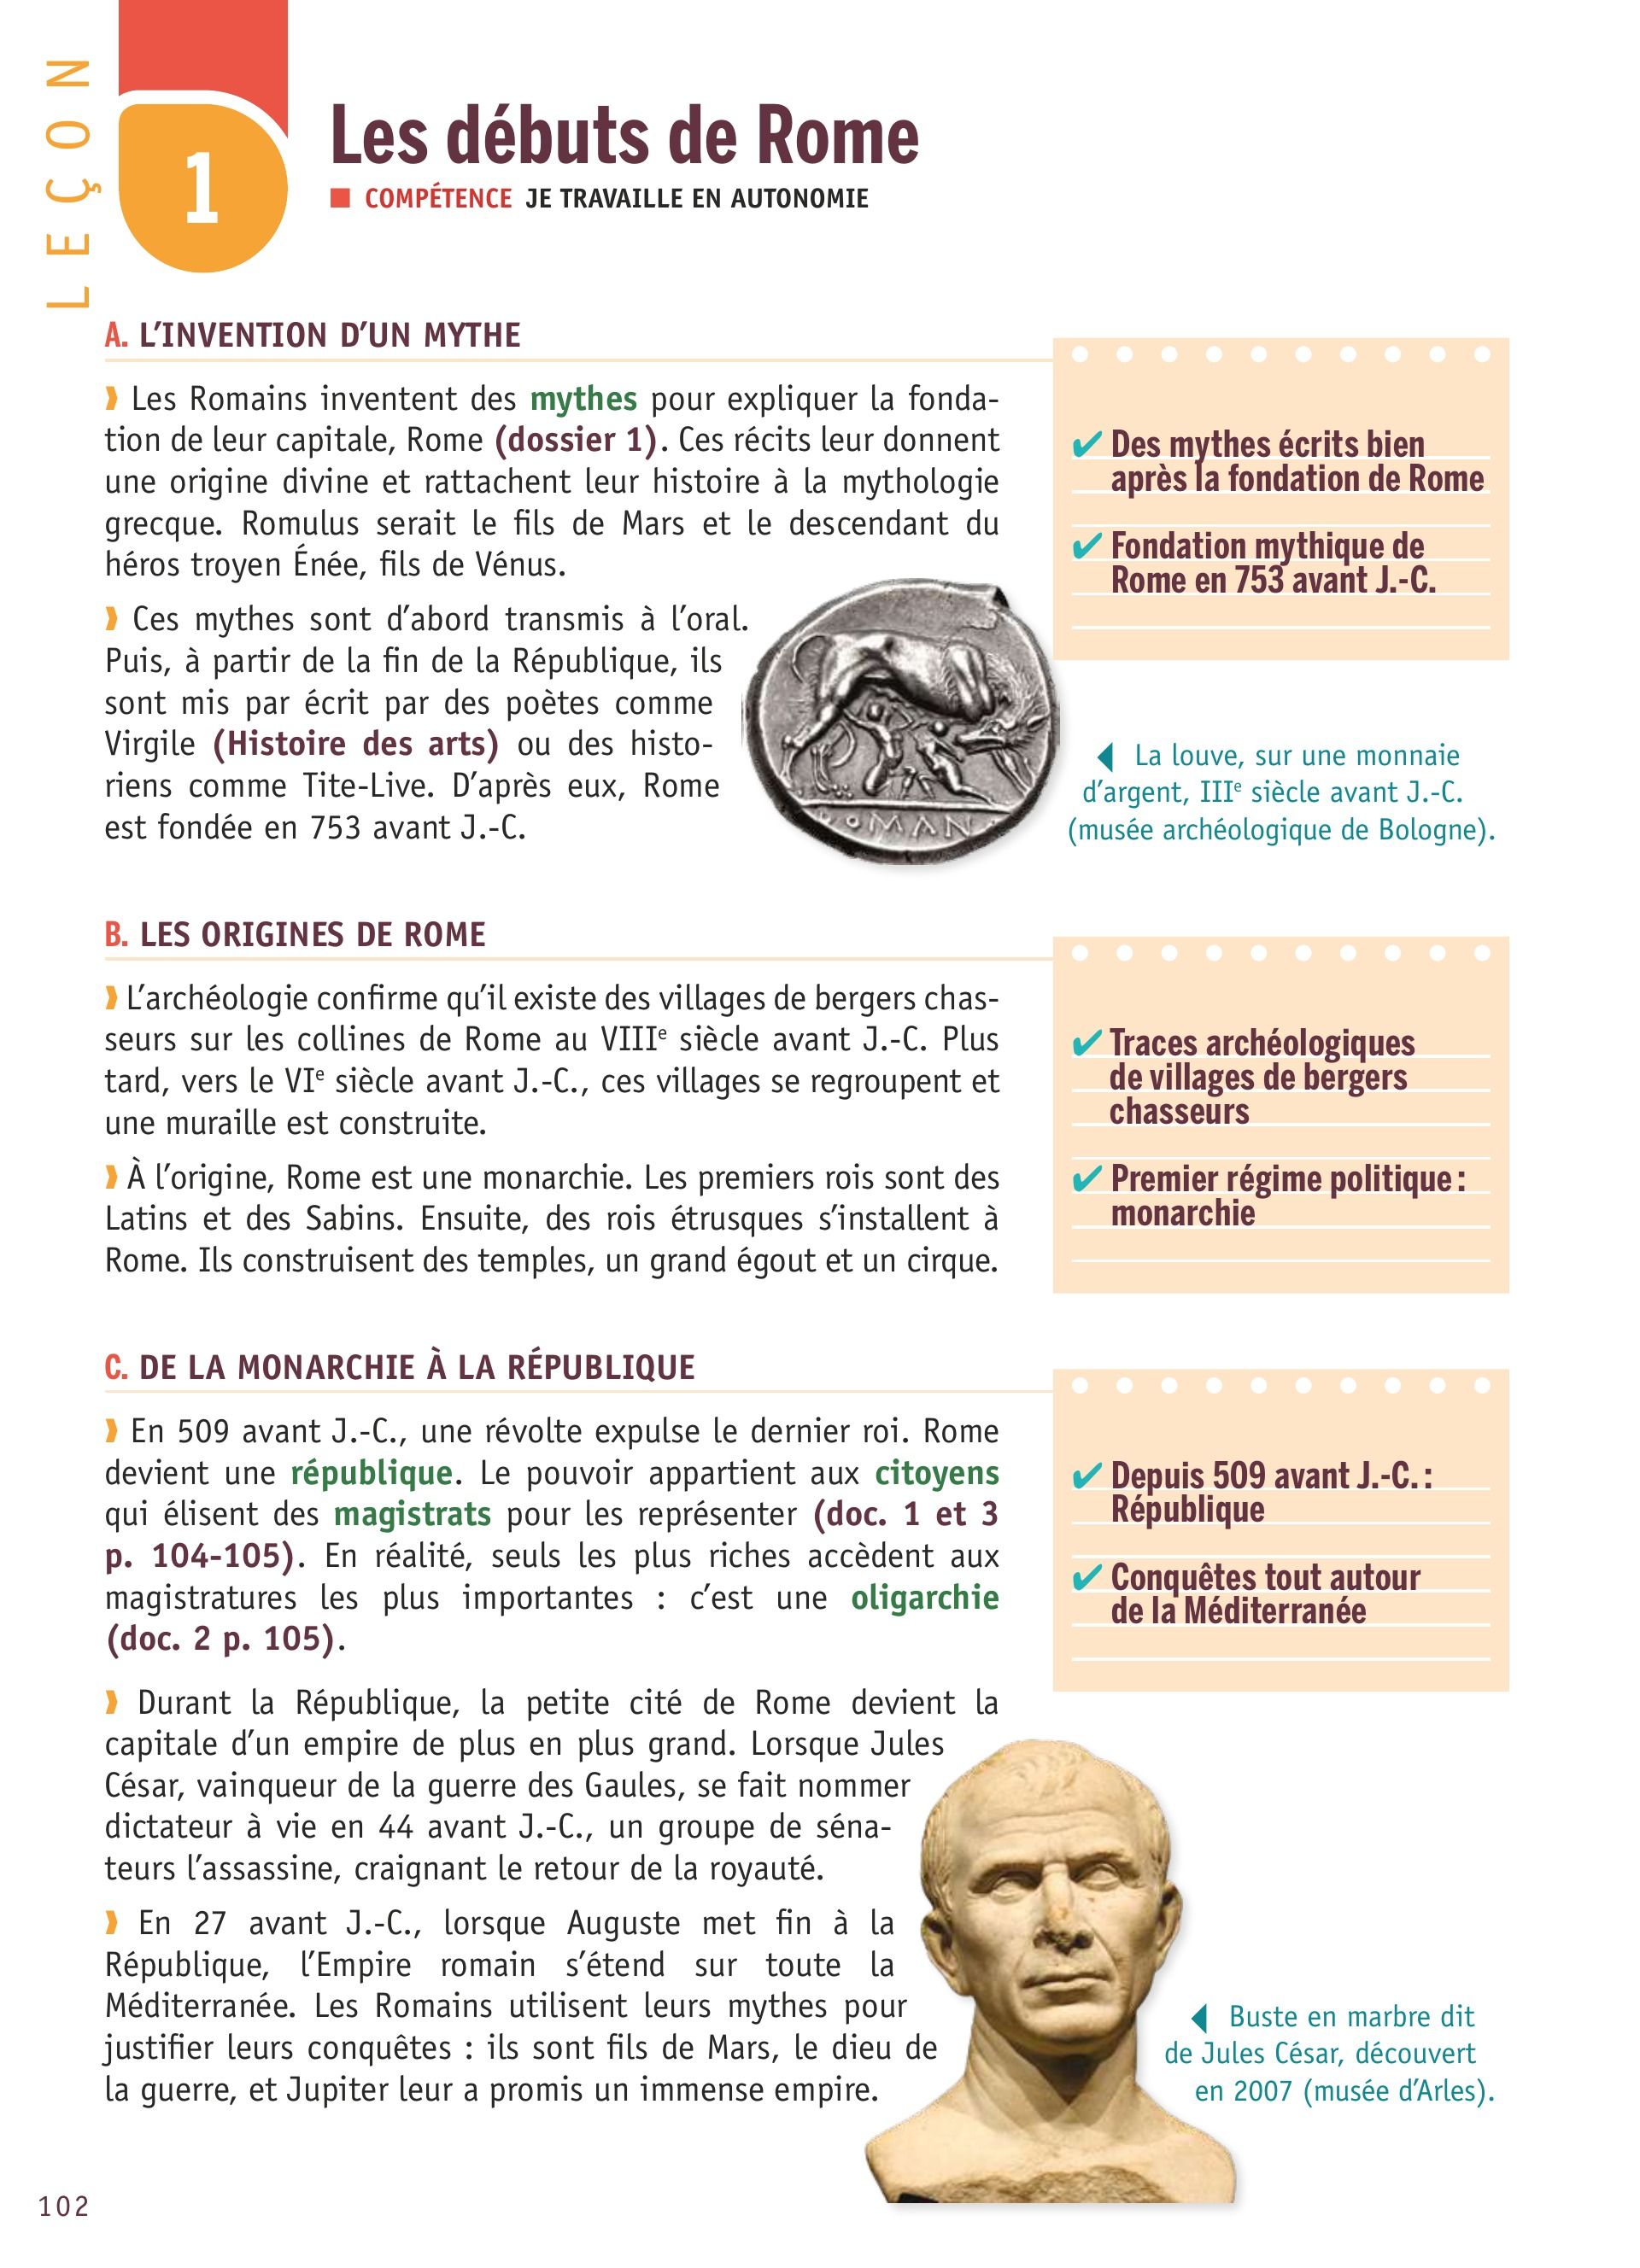 LEÇON
1
Les débuts de Rome
■ COMPÉTENCE JE TRAVAILLE EN AUTONOMIE
A. L’INVENTION D’UN MYTHE
❱ Les Romains inventent des mythes pour expliquer la fonda-
tion de leur capitale, Rome (dossier 1). Ces récits leur donnent
une origine divine et rattachent leur histoire à la mythologie
grecque. Romulus serait le fils de Mars et le descendant du
héros troyen Énée, fils de Vénus.
❱ Ces mythes sont d’abord transmis à l’oral.
Puis, à partir de la fin de la République, ils
sont mis par écrit par des poètes comme
Virgile (Histoire des arts) ou des histo-
riens comme Tite-Live. D’après eux, Rome
est fondée en 753 avant J.-C.
✔ Des mythes écrits bien
après la fondation de Rome
✔ Fondation mythique de
Rome en 753 avant J.-C.
ROMAN
◀ La louve, sur une monnaie
d’argent, IIIe siècle avant J.-C.
(musée archéologique de Bologne).
B. LES ORIGINES DE ROME
❱ L’archéologie confirme qu’il existe des villages de bergers chas-
seurs sur les collines de Rome au VIIIe siècle avant J.-C. Plus
tard, vers le VIe siècle avant J.-C., ces villages se regroupent et
une muraille est construite.
❱ À l’origine, Rome est une monarchie. Les premiers rois sont des
Latins et des Sabins. Ensuite, des rois étrusques s’installent à
Rome. Ils construisent des temples, un grand égout et un cirque.
✔ Traces archéologiques
de villages de bergers
chasseurs
✔ Premier régime politique :
monarchie
C. DE LA MONARCHIE À LA RÉPUBLIQUE
❱ En 509 avant J.-C., une révolte expulse le dernier roi. Rome
devient une république. Le pouvoir appartient aux citoyens
qui élisent des magistrats pour les représenter (doc. 1 et 3
p. 104-105). En réalité, seuls les plus riches accèdent aux
magistratures les plus importantes : c’est une oligarchie
(doc. 2 p. 105).
❱ Durant la République, la petite cité de Rome devient la
capitale d’un empire de plus en plus grand. Lorsque Jules
César, vainqueur de la guerre des Gaules, se fait nommer
dictateur à vie en 44 avant J.-C., un groupe de séna-
teurs l’assassine, craignant le retour de la royauté.
❱ En 27 avant J.-C., lorsque Auguste met fin à la
République, l’Empire romain s’étend sur toute la
Méditerranée. Les Romains utilisent leurs mythes pour
justifier leurs conquêtes : ils sont fils de Mars, le dieu de
la guerre, et Jupiter leur a promis un immense empire.
✔ Depuis 509 avant J.-C. :
République
✔ Conquêtes tout autour
de la Méditerranée
◀ Buste en marbre dit
de Jules César, découvert
en 2007 (musée d’Arles).
102